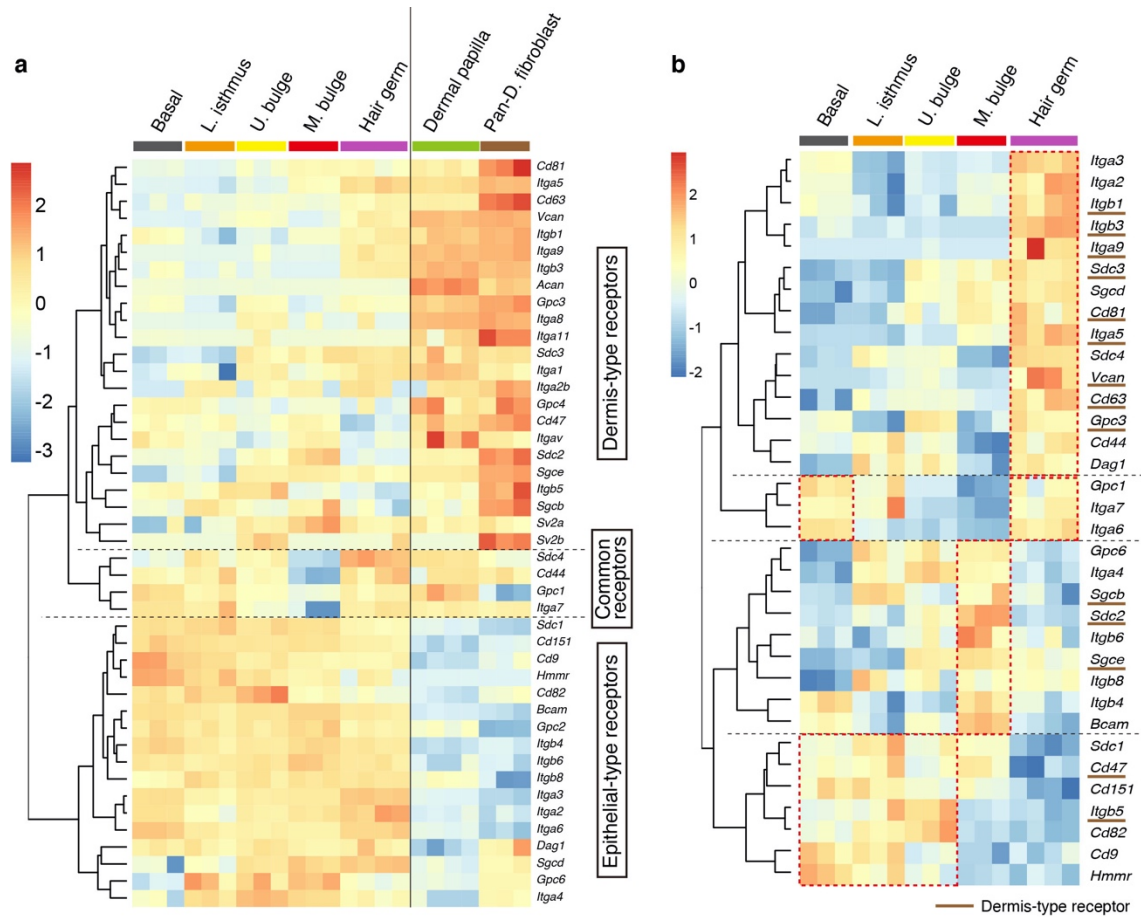 a
Basal
L. isthmus
U. bulge
M. bulge
Hair germ
Dermal papilla
Pan-D. fibroblast
2
1
0
-1
-2
-3
Cd81
Itga5
Cd63
Vcan
Itgb1
Itga9
Itgb3
Acan
Gpc3
Itga8
Itga11
Sdc3
Itga1
Itga2b
Gpc4
Cd47
Itgav
Sdc2
Sgce
Itgb5
Sgcb
Sv2a
Sv2b
Sdc4
Cd44
Gpc1
Itga7
Sdc1
Cd151
Cd9
Hmmr
Cd82
Bcam
Gpc2
Itgb4
Itgb6
Itgb8
Itga3
Itga2
Itga6
Dag1
Sgcd
Gpc6
Itga4
Dermis-type receptors
Common
receptors
Epithelial-type receptors
b
Basal
L. isthmus
U. bulge
M. bulge
Hair germ
2
1
0
-1
-2
Itga3
Itga2
Itgb1
Itgb3
Itga9
Sdc3
Sgcd
Cd81
Itga5
Sdc4
Vcan
Cd63
Gpc3
Cd44
Dag1
Gpc1
Itga7
Itga6
Gpc6
Itga4
Sgcb
Sdc2
Itgb6
Sgce
Itgb8
Itgb4
Bcam
Sdc1
Cd47
Cd151
Itgb5
Cd82
Cd9
Hmmr
Dermis-type receptor